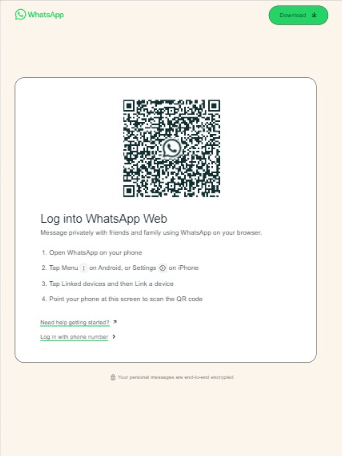 WhatsApp
Download
Log into WhatsApp Web
Message privately with friends and family using WhatsApp on your browser.
1. Open WhatsApp on your phone
2. Tap Menu on Android, or Settings on iPhone
3. Tap Linked devices and then Link a device
4. Point your phone at this screen to scan the QR code
Need help getting started?
Log in with phone number
Your personal messages are end-to-end encrypted